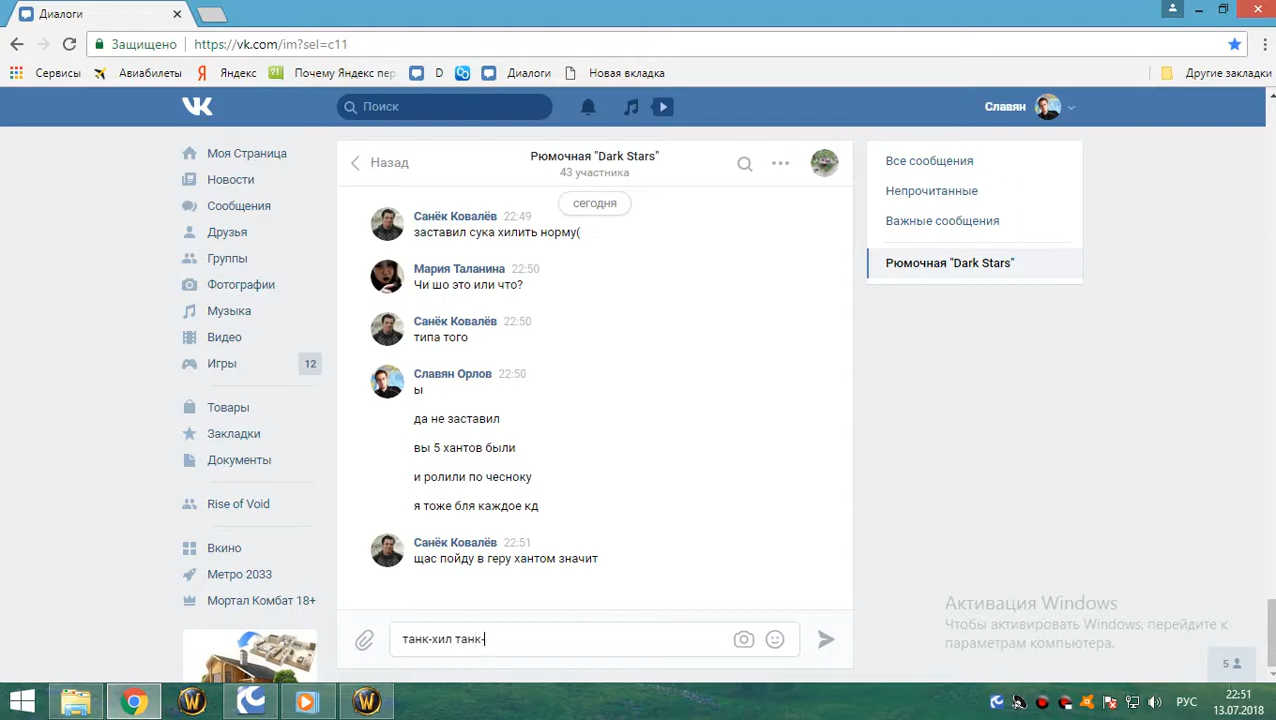 Диалоги
Защищено
https://vk.com/im?sel=c11
Сервисы
Авиабилеты
Яндекс
Почему Яндекс пер
D
Диалоги
Новая вкладка
Другие закладки
Поиск
Славян
Моя Страница
Новости
Сообщения
Друзья
Группы
Фотографии
Музыка
Видео
Игры
12
Товары
Закладки
Документы
Rise of Void
Вкино
Метро 2033
Мортал Комбат 18+
Назад
Рюмочная "Dark Stars"
43 участника
сегодня
Санёк Ковалёв 22:49
заставил сука хилить норму(
Мария Таланина 22:50
Чи шо это или что?
Санёк Ковалёв 22:50
типа того
Славян Орлов 22:50
ы
да не заставил
вы 5 хантов были
и ролили по чесноку
я тоже бля каждое кд
Санёк Ковалёв 22:51
щас пойду в геру хантом значит
танк-хил танк-
Все сообщения
Непрочитанные
Важные сообщения
Рюмочная "Dark Stars"
Активация Windows
Чтобы активировать Windows, перейдите к
параметрам компьютера.
5
РУС
22:51
13.07.2018